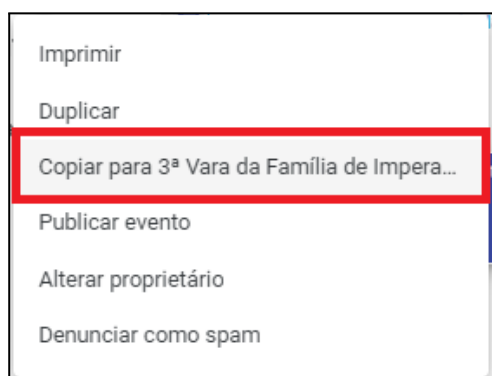 Imprimir
Duplicar
Copiar para 3ª Vara da Família de Impera...
Publicar evento
Alterar proprietário
Denunciar como spam